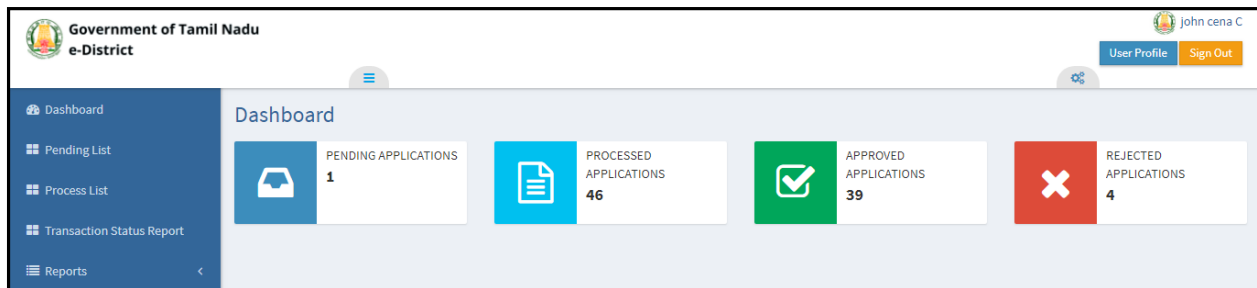 Government of Tamil Nadu
e-District
john cena C
User Profile
Sign Out
Dashboard
Pending List
Process List
Transaction Status Report
Reports
Dashboard
PENDING APPLICATIONS
1
PROCESSED
APPLICATIONS
46
APPROVED
APPLICATIONS
39
REJECTED
APPLICATIONS
4